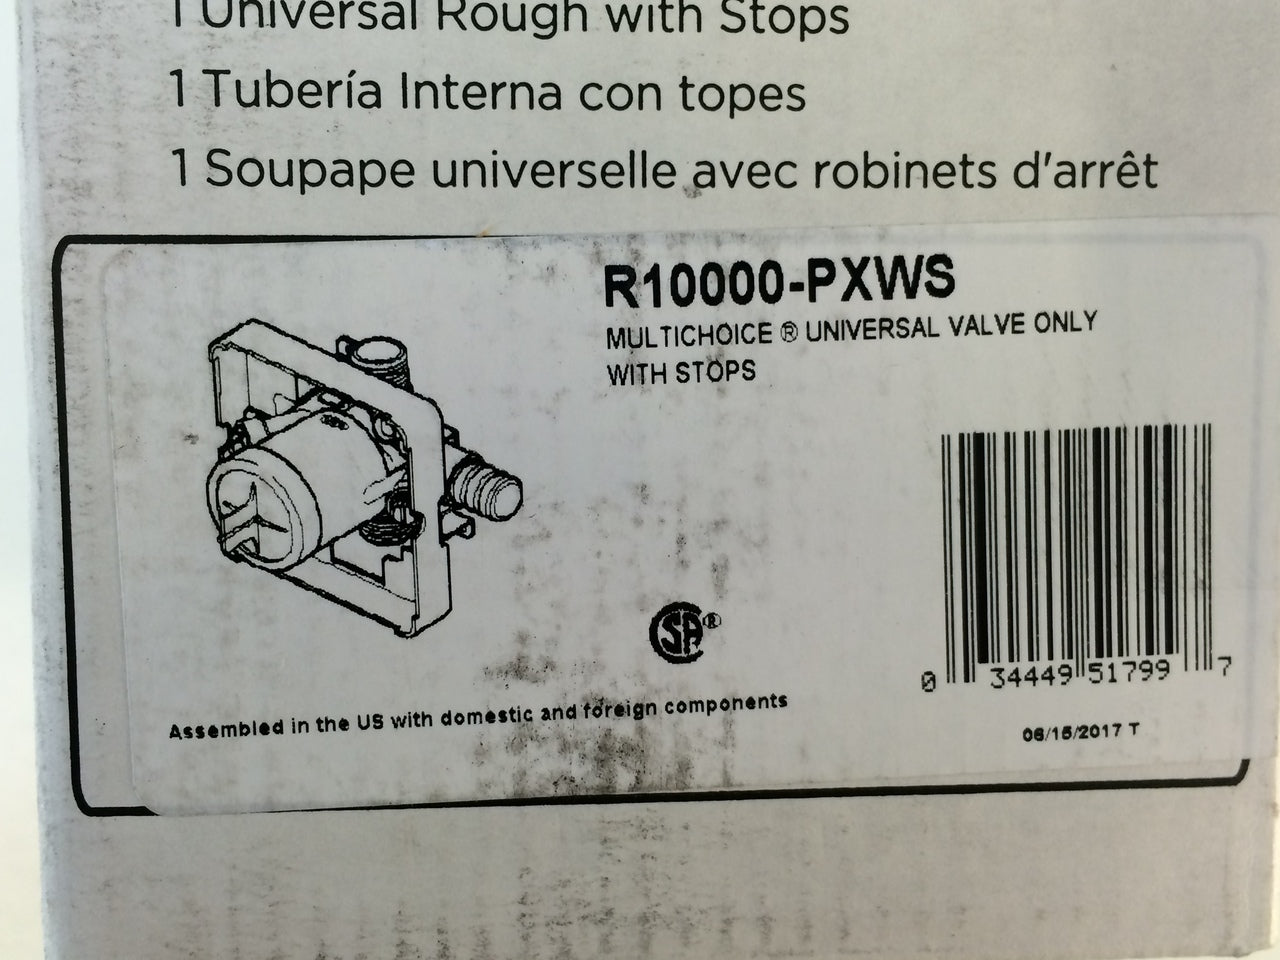 1 Universal Rough with Stops
1 Tubería Interna con topes
1 Soupape universelle avec robinets d'arrêt
R10000-PXWS
MULTICHOICE ® UNIVERSAL VALVE ONLY
WITH STOPS
CSA®
0 34449 51799 7
Assembled in the US with domestic and foreign components
06/15/2017 T